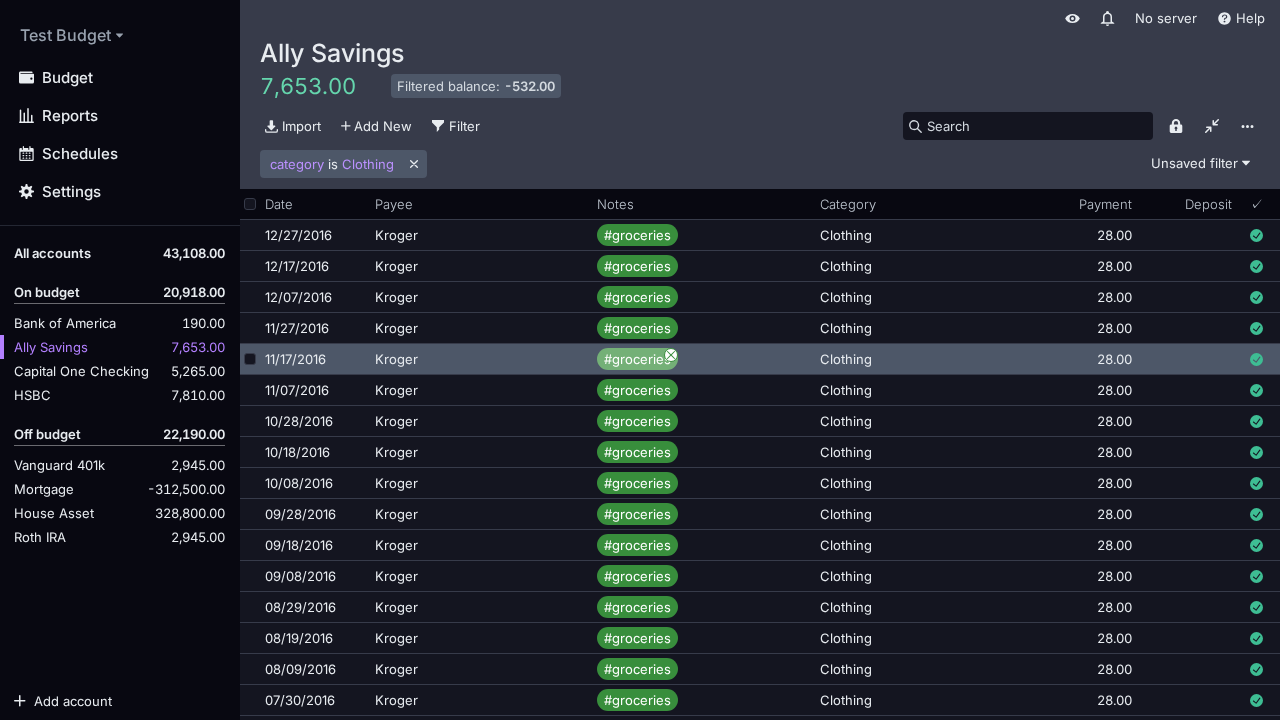 Test Budget
Budget
Reports
Schedules
Settings
All accounts 43,108.00
On budget 20,918.00
Bank of America 190.00
Ally Savings 7,653.00
Capital One Checking 5,265.00
HSBC 7,810.00
Off budget 22,190.00
Vanguard 401k 2,945.00
Mortgage -312,500.00
House Asset 328,800.00
Roth IRA 2,945.00
Add account
No server Help
Ally Savings
7,653.00 Filtered balance: -532.00
Import Add New Filter Search
category is Clothing Unsaved filter
Date Payee Notes Category Payment Deposit ✓
12/27/2016 Kroger #groceries Clothing 28.00
12/17/2016 Kroger #groceries Clothing 28.00
12/07/2016 Kroger #groceries Clothing 28.00
11/27/2016 Kroger #groceries Clothing 28.00
11/17/2016 Kroger #groceries Clothing 28.00
11/07/2016 Kroger #groceries Clothing 28.00
10/28/2016 Kroger #groceries Clothing 28.00
10/18/2016 Kroger #groceries Clothing 28.00
10/08/2016 Kroger #groceries Clothing 28.00
09/28/2016 Kroger #groceries Clothing 28.00
09/18/2016 Kroger #groceries Clothing 28.00
09/08/2016 Kroger #groceries Clothing 28.00
08/29/2016 Kroger #groceries Clothing 28.00
08/19/2016 Kroger #groceries Clothing 28.00
08/09/2016 Kroger #groceries Clothing 28.00
07/30/2016 Kroger #groceries Clothing 28.00